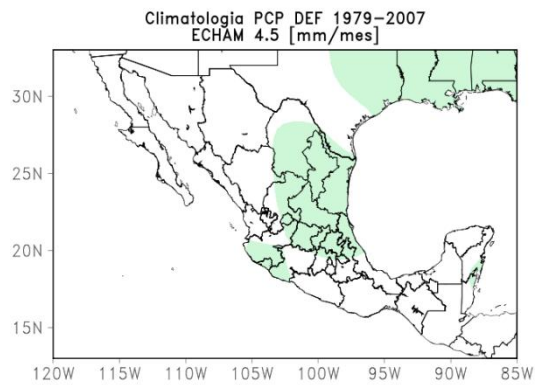 Climatologia PCP DEF 1979-2007
ECHAM 4.5 [mm/mes]
30N
25N
20N
15N
120W 115W 110W 105W 100W 95W 90W 85W